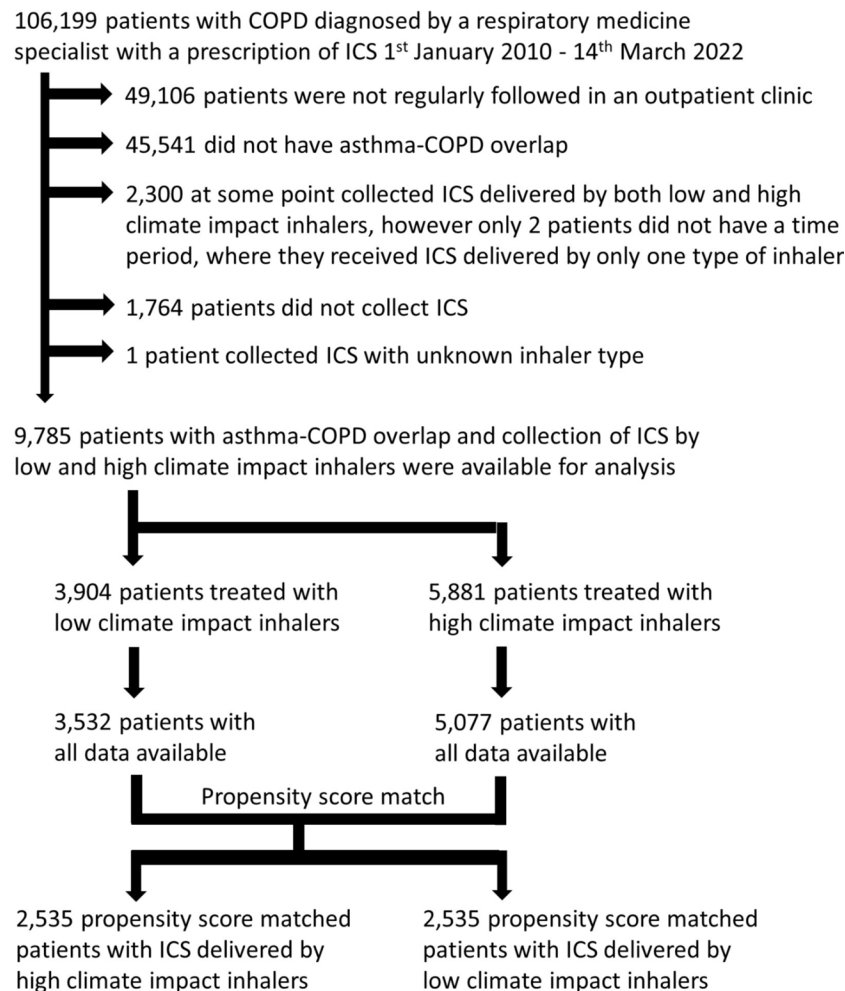 106,199 patients with COPD diagnosed by a respiratory medicine
specialist with a prescription of ICS 1st January 2010 - 14th March 2022
49,106 patients were not regularly followed in an outpatient clinic
45,541 did not have asthma-COPD overlap
2,300 at some point collected ICS delivered by both low and high
climate impact inhalers, however only 2 patients did not have a time
period, where they received ICS delivered by only one type of inhaler
1,764 patients did not collect ICS
1 patient collected ICS with unknown inhaler type
9,785 patients with asthma-COPD overlap and collection of ICS by
low and high climate impact inhalers were available for analysis
3,904 patients treated with
low climate impact inhalers
5,881 patients treated with
high climate impact inhalers
3,532 patients with
all data available
5,077 patients with
all data available
Propensity score match
2,535 propensity score matched
patients with ICS delivered by
high climate impact inhalers
2,535 propensity score matched
patients with ICS delivered by
low climate impact inhalers